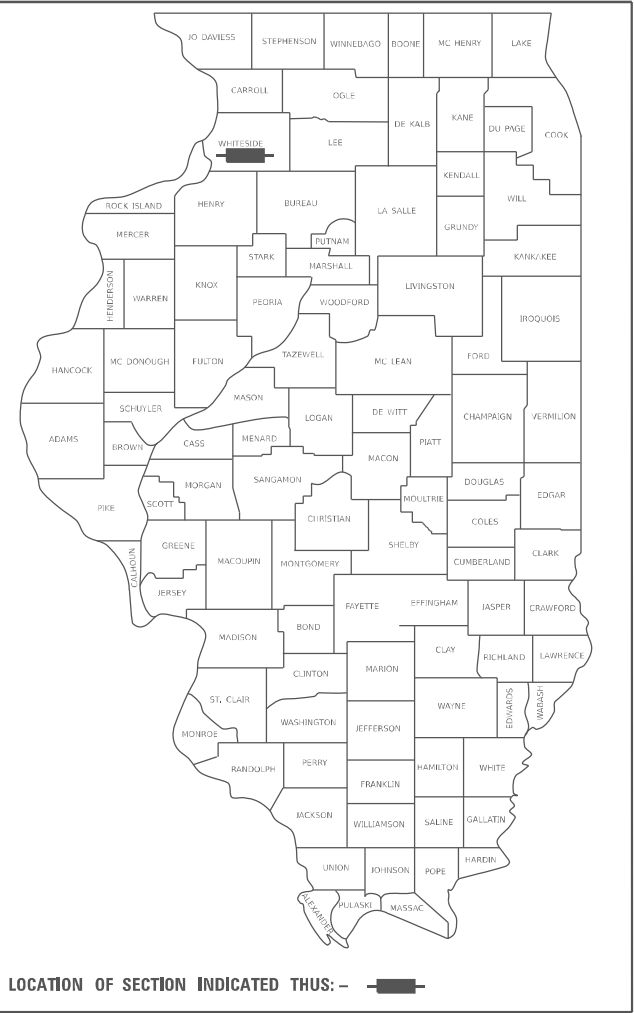 JO DAVIESS
STEPHENSON
WINNEBAGO
BOONE
MC HENRY
LAKE
CARROLL
OGLE
DE KALB
KANE
DU PAGE
COOK
WHITESIDE
LEE
KENDALL
WILL
ROCK ISLAND
HENRY
BUREAU
LA SALLE
GRUNDY
MERCER
PUTNAM
KANKAKEE
STARK
MARSHALL
HENDERSON
WARREN
KNOX
PEORIA
WOODFORD
LIVINGSTON
IROQUOIS
HANCOCK
MC DONOUGH
FULTON
TAZEWELL
MC LEAN
FORD
MASON
SCHUYLER
LOGAN
DE WITT
CHAMPAIGN
VERMILION
ADAMS
BROWN
CASS
MENARD
MACON
PIATT
PIKE
SCOTT
MORGAN
SANGAMON
MOULTRIE
DOUGLAS
EDGAR
CHRISTIAN
COLES
CALHOUN
GREENE
MACOUPIN
MONTGOMERY
SHELBY
CUMBERLAND
CLARK
JERSEY
FAYETTE
EFFINGHAM
JASPER
CRAWFORD
MADISON
BOND
CLAY
RICHLAND
LAWRENCE
CLINTON
MARION
ST. CLAIR
WAYNE
EDWARDS
WABASH
WASHINGTON
JEFFERSON
MONROE
RANDOLPH
PERRY
HAMILTON
WHITE
FRANKLIN
JACKSON
WILLIAMSON
SALINE
GALLATIN
UNION
JOHNSON
POPE
HARDIN
ALEXANDER
PULASKI
MASSAC
LOCATION OF SECTION INDICATED THUS: –